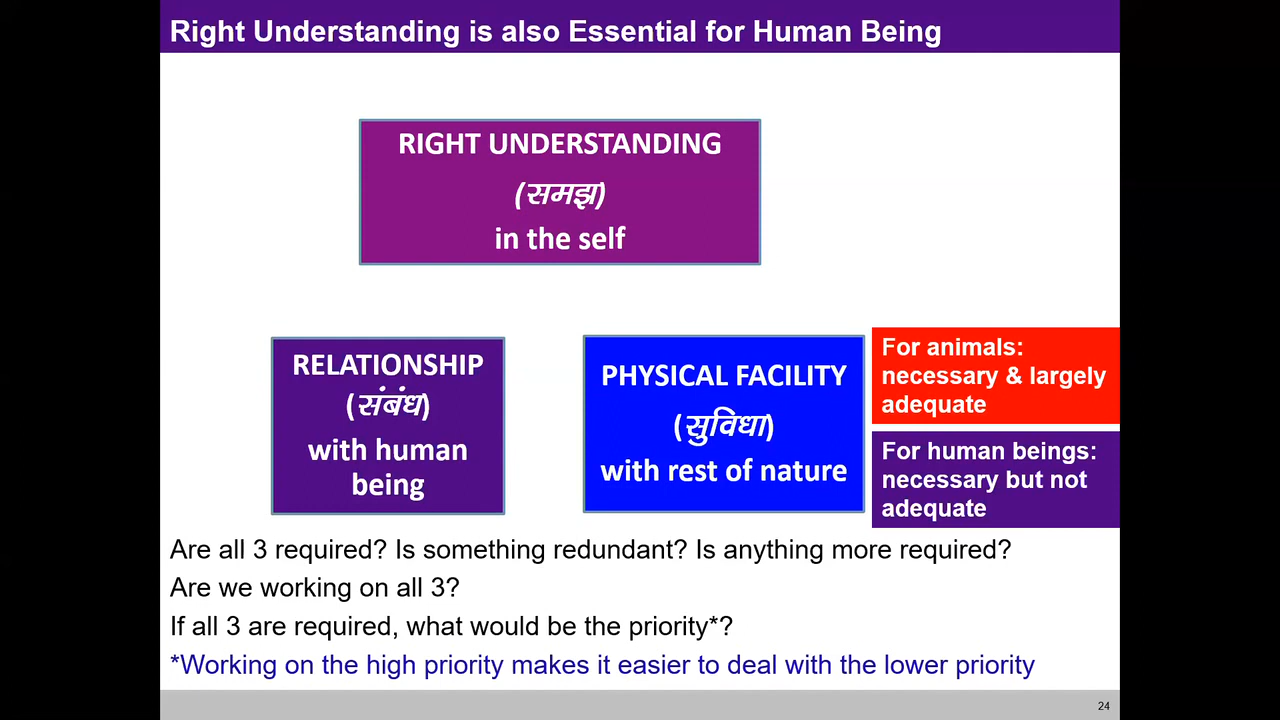 Right Understanding is also Essential for Human Being
RIGHT UNDERSTANDING
(समझ)
in the self
RELATIONSHIP
(संबंध)
with human
being
PHYSICAL FACILITY
(सुविधा)
with rest of nature
For animals:
necessary & largely
adequate
For human beings:
necessary but not
adequate
Are all 3 required? Is something redundant? Is anything more required?
Are we working on all 3?
If all 3 are required, what would be the priority*?
*Working on the high priority makes it easier to deal with the lower priority
24